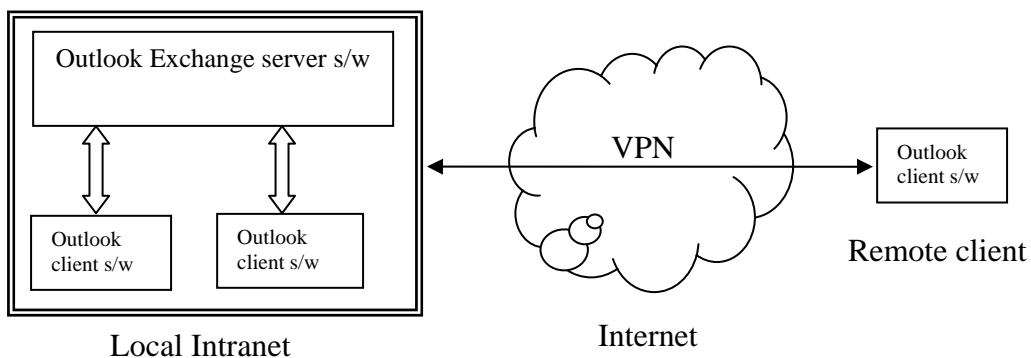 Outlook Exchange server s/w
VPN
Outlook
client s/w
Outlook
client s/w
Outlook
client s/w
Remote client
Internet
Local Intranet